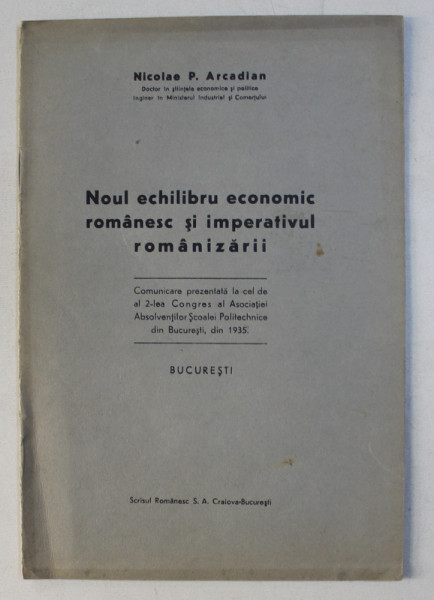 Nicolae P. Arcadian
Doctor în științele economice și politice
Inginer în Ministerul Industriei și Comerțului
Noul echilibru economic
românesc și imperativul
românizării
Comunicare prezentată la cel de
al 2-lea Congres al Asociației
Absolvenților Școalei Politechnice
din București, din 1935.
BUCUREȘTI
Scrisul Românesc S. A. Craiova-București